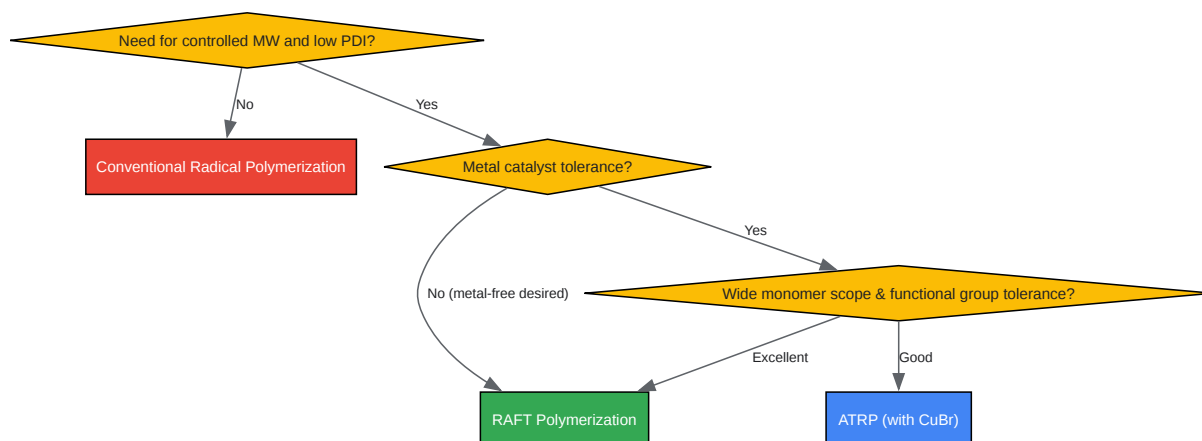 Need for controlled MW and low PDI?
No
Yes
Conventional Radical Polymerization
Metal catalyst tolerance?
Yes
No (metal-free desired)
Wide monomer scope & functional group tolerance?
Excellent
Good
RAFT Polymerization
ATRP (with CuBr)